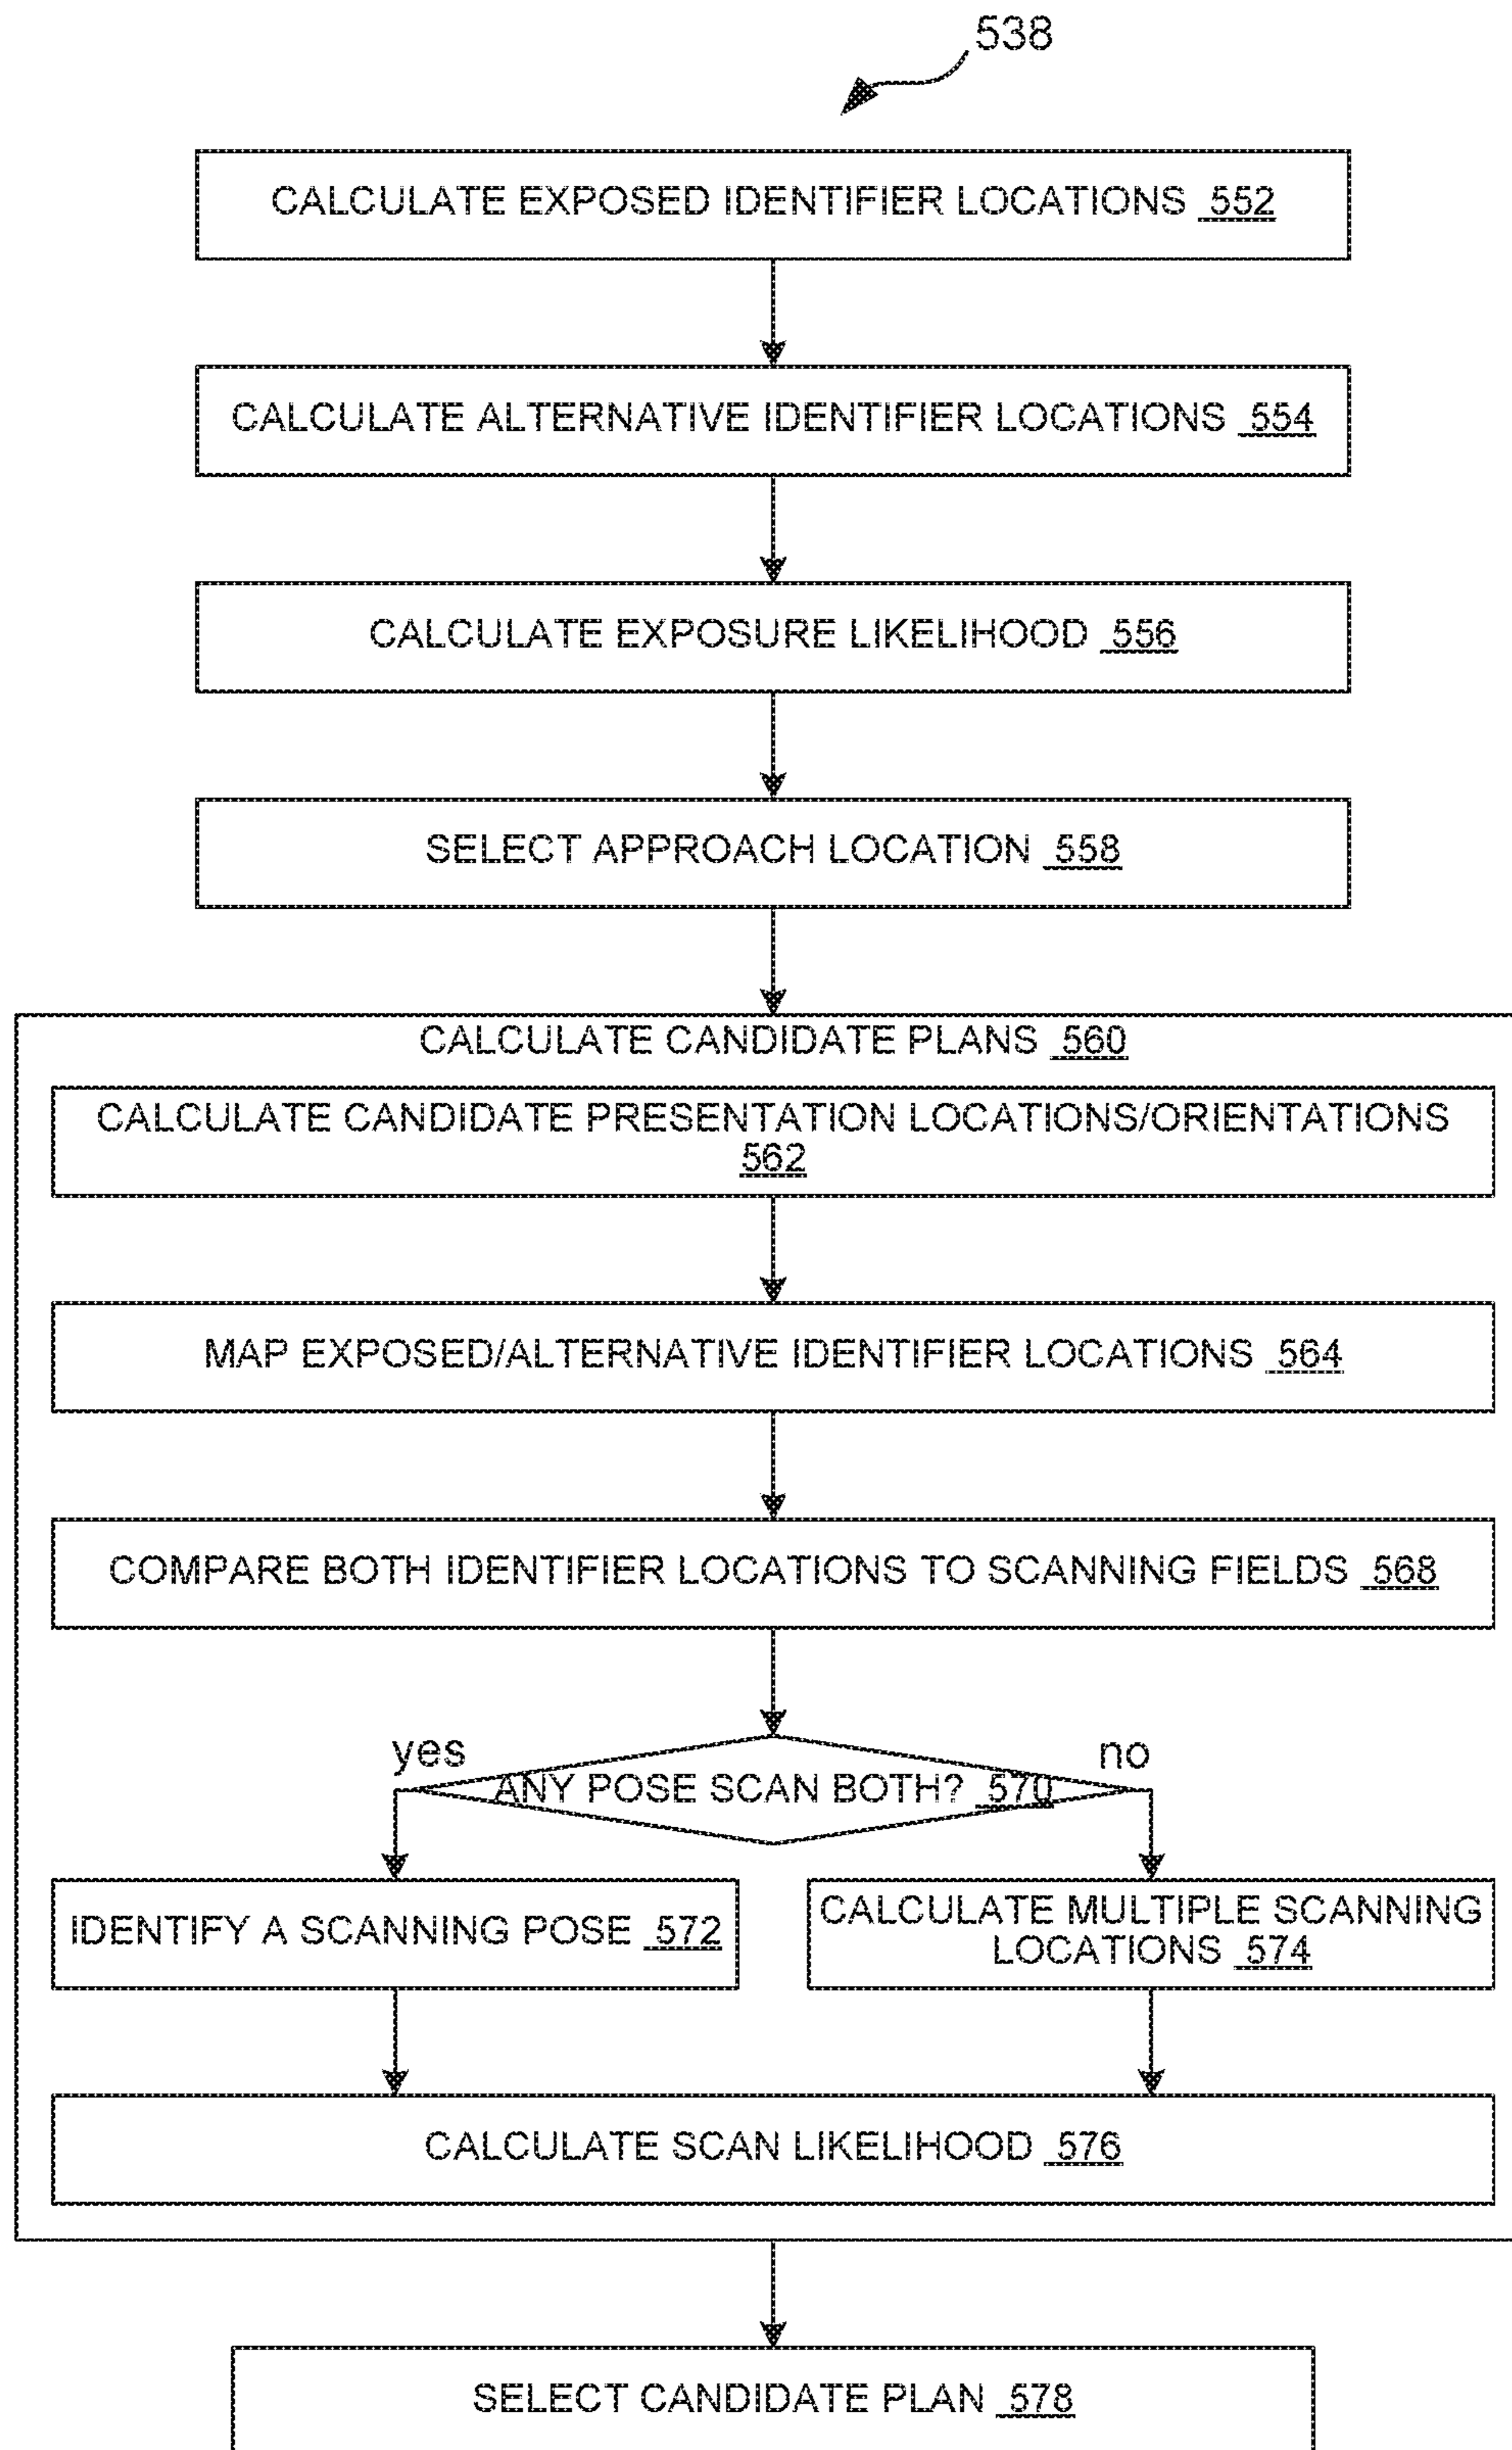 538
CALCULATE EXPOSED IDENTIFIER LOCATIONS 552
CALCULATE ALTERNATIVE IDENTIFIER LOCATIONS 554
CALCULATE EXPOSURE LIKELIHOOD 556
SELECT APPROACH LOCATION 558
CALCULATE CANDIDATE PLANS 560
CALCULATE CANDIDATE PRESENTATION LOCATIONS/ORIENTATIONS
562
MAP EXPOSED/ALTERNATIVE IDENTIFIER LOCATIONS 564
COMPARE BOTH IDENTIFIER LOCATIONS TO SCANNING FIELDS 568
yes
no
ANY POSE SCAN BOTH? 570
IDENTIFY A SCANNING POSE 572
CALCULATE MULTIPLE SCANNING
LOCATIONS 574
CALCULATE SCAN LIKELIHOOD 576
SELECT CANDIDATE PLAN 578